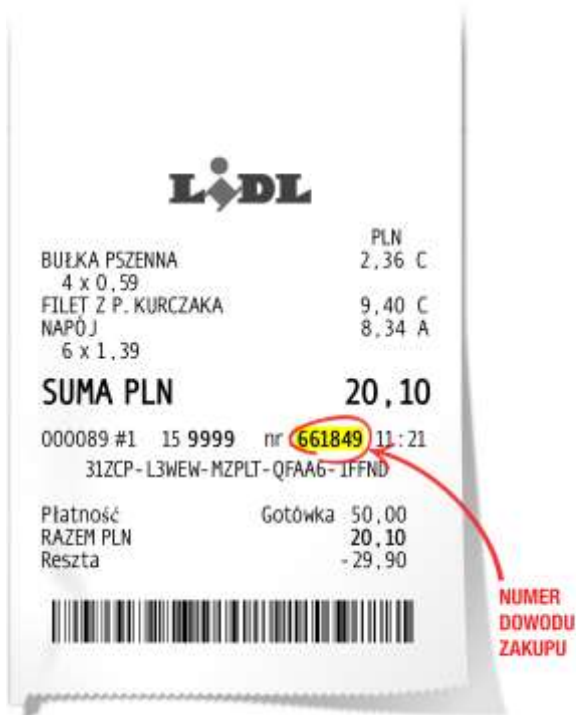 LIDL
PLN
BUŁKA PSZENNA 2,36 C
4 x 0,59
FILET Z P. KURCZAKA 9,40 C
NAPÓJ 8,34 A
6 x 1,39
SUMA PLN 20,10
000089 #1 15 9999 nr 661849 11:21
31ZCP-L3WEW-MZPLT-QFAA6-IFFND
Płatność Gotówka 50,00
RAZEM PLN 20,10
Reszta -29,90
NUMER
DOWODU
ZAKUPU